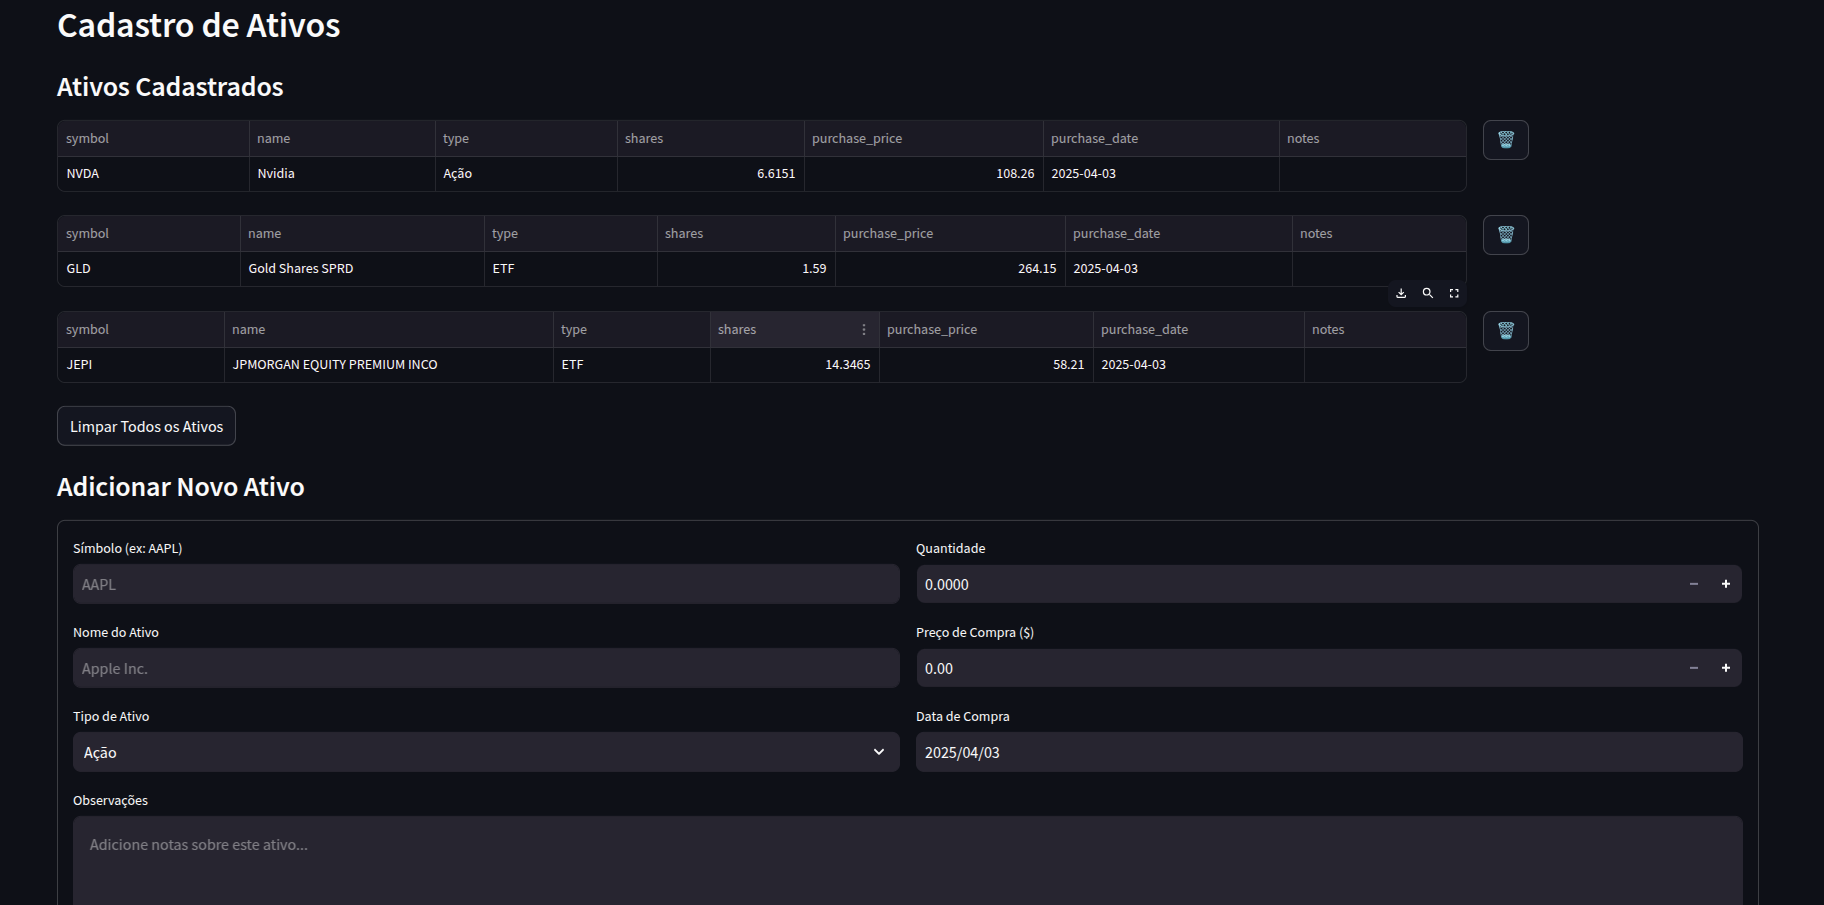 Cadastro de Ativos
Ativos Cadastrados
symbol name type shares purchase_price purchase_date notes
NVDA Nvidia Ação 6.6151 108.26 2025-04-03
symbol name type shares purchase_price purchase_date notes
GLD Gold Shares SPRD ETF 1.59 264.15 2025-04-03
symbol name type shares purchase_price purchase_date notes
JEPI JPMORGAN EQUITY PREMIUM INCO ETF 14.3465 58.21 2025-04-03
Limpar Todos os Ativos
Adicionar Novo Ativo
Símbolo (ex: AAPL) Quantidade
AAPL 0.0000
Nome do Ativo Preço de Compra ($)
Apple Inc. 0.00
Tipo de Ativo Data de Compra
Ação 2025/04/03
Observações
Adicione notas sobre este ativo...